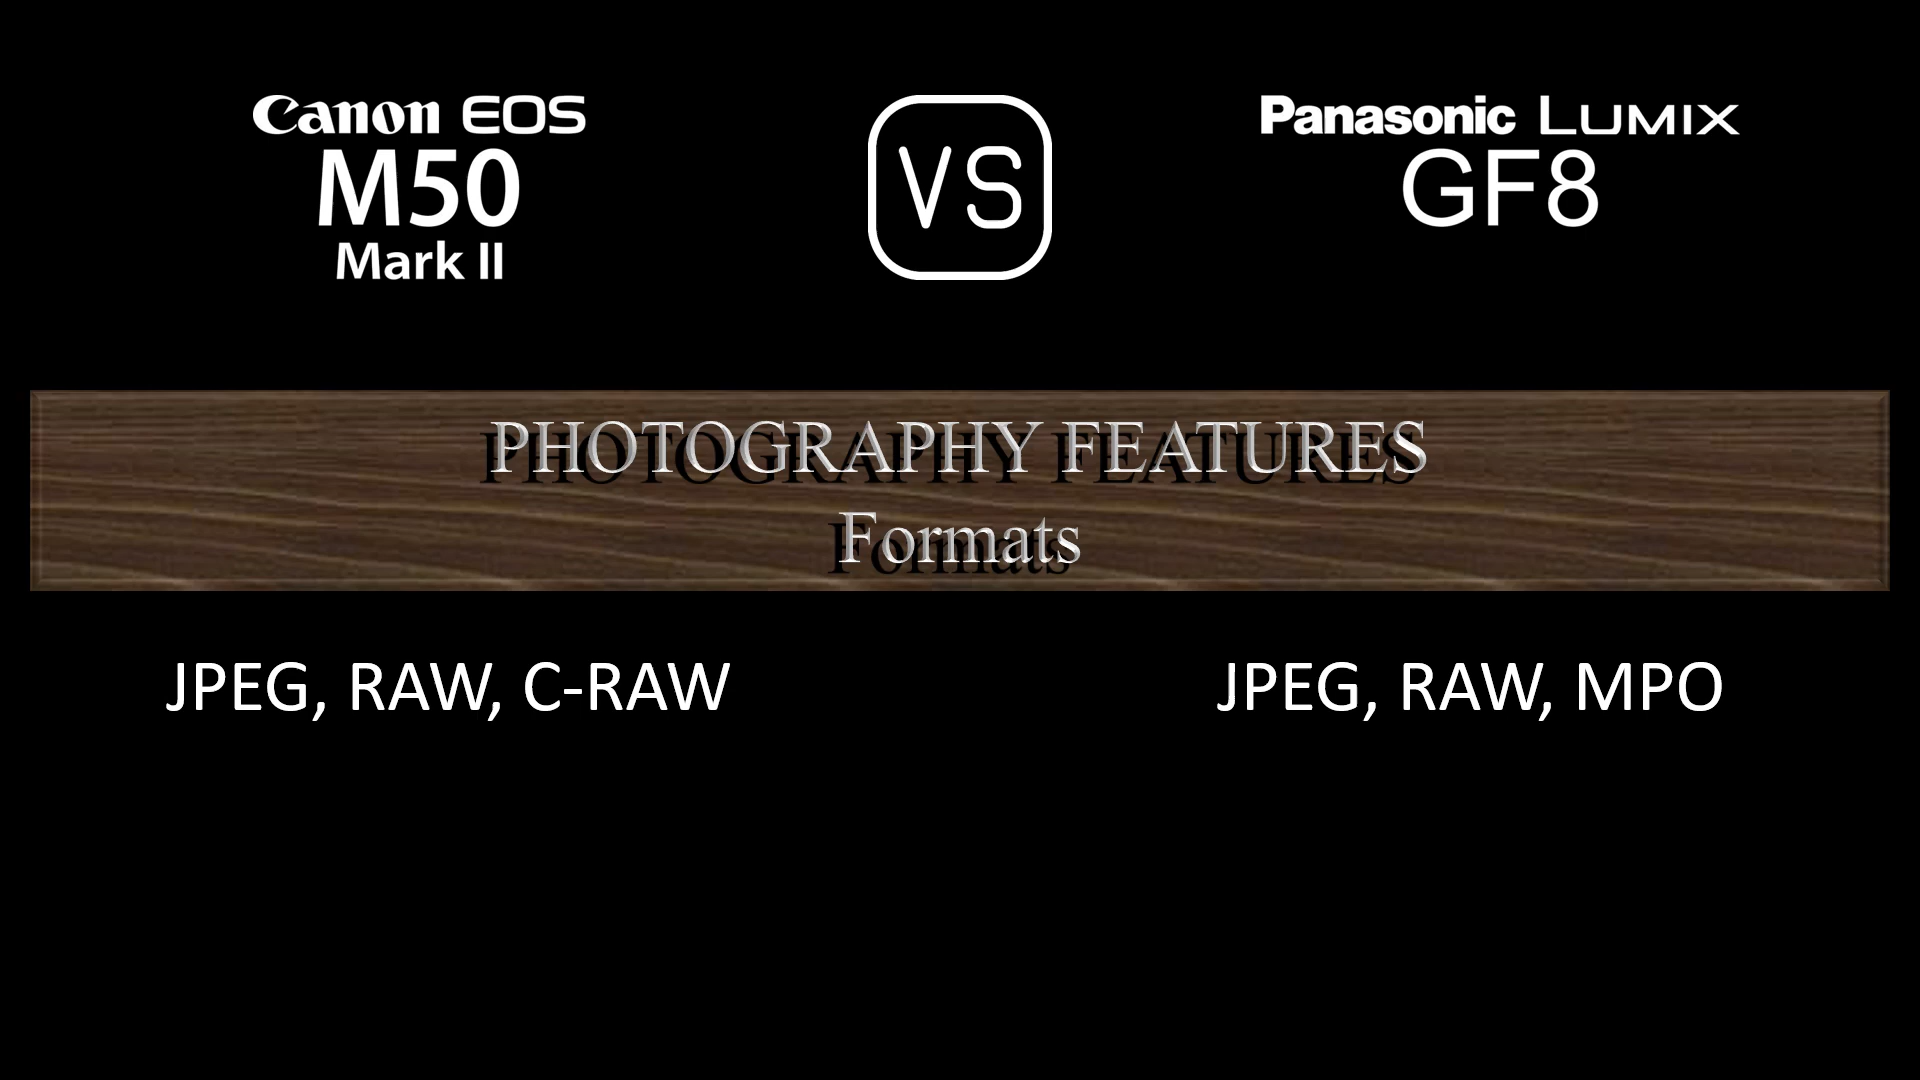 Canon EOS
M50
Mark II
VS
Panasonic LUMIX
GF8
PHOTOGRAPHY FEATURES
Formats
JPEG, RAW, C-RAW
JPEG, RAW, MPO